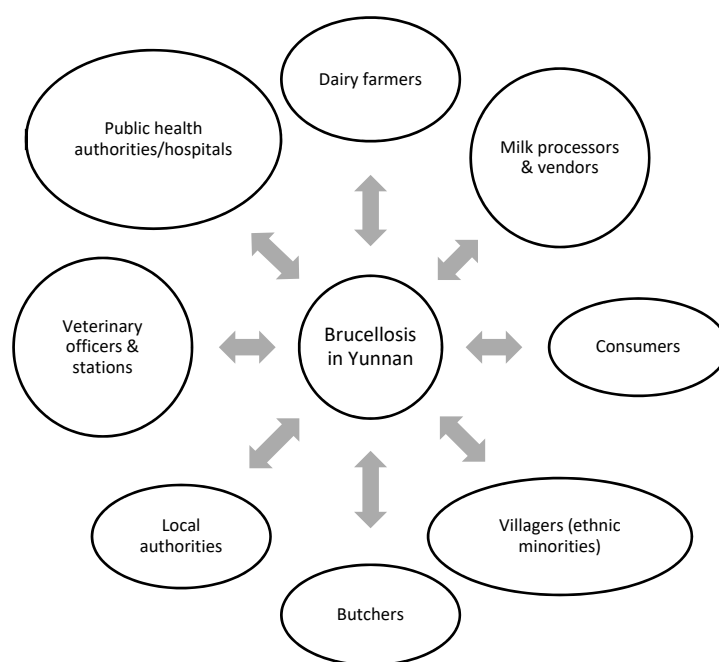 Dairy farmers
Public health
authorities/hospitals
Milk processors
& vendors
Veterinary
officers &
stations
Brucellosis
in Yunnan
Consumers
Local
authorities
Villagers (ethnic
minorities)
Butchers